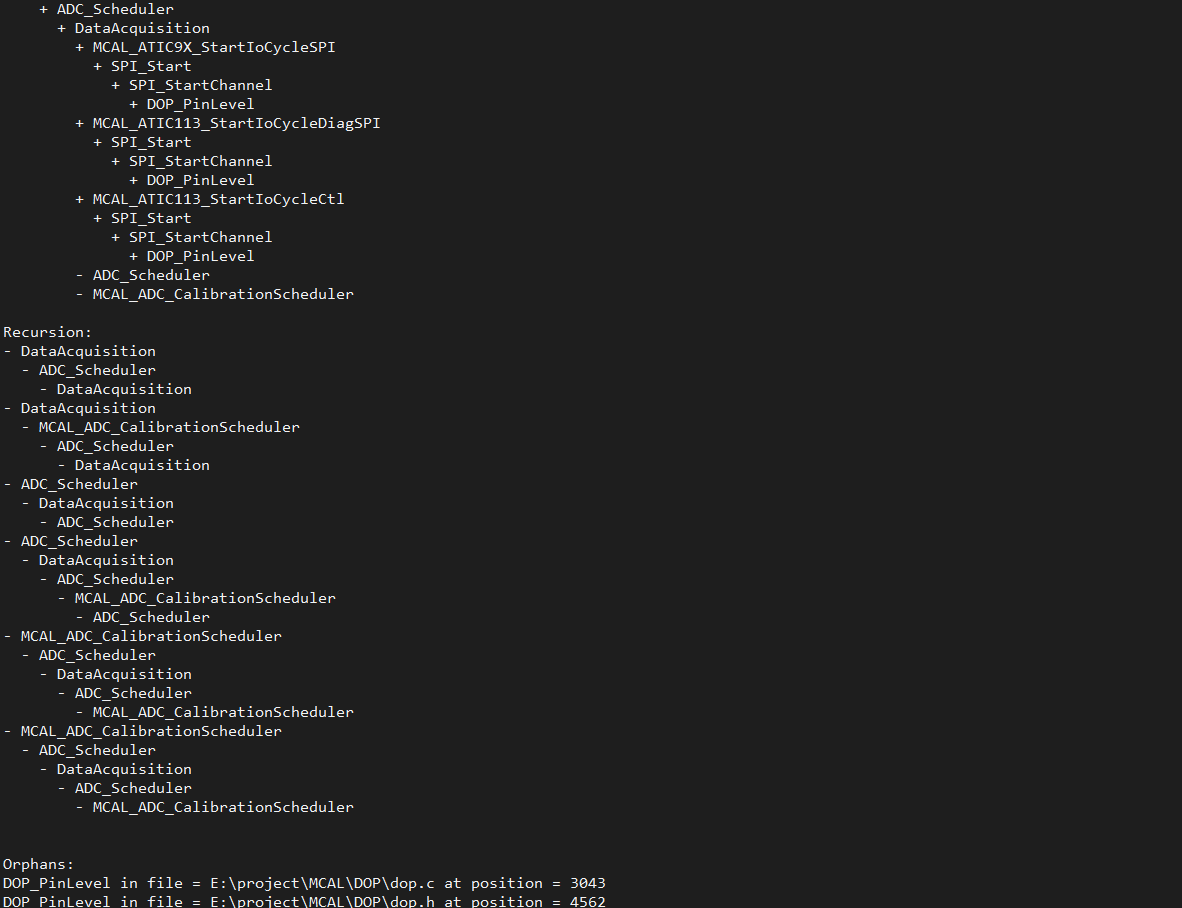 + ADC_Scheduler
+ DataAcquisition
+ MCAL_ATIC9X_StartIoCycleSPI
+ SPI_Start
+ SPI_StartChannel
+ DOP_PinLevel
+ MCAL_ATIC113_StartIoCycleDiagSPI
+ SPI_Start
+ SPI_StartChannel
+ DOP_PinLevel
+ MCAL_ATIC113_StartIoCycleCtl
+ SPI_Start
+ SPI_StartChannel
+ DOP_PinLevel
- ADC_Scheduler
- MCAL_ADC_CalibrationScheduler
Recursion:
- DataAcquisition
- ADC_Scheduler
- DataAcquisition
- DataAcquisition
- MCAL_ADC_CalibrationScheduler
- ADC_Scheduler
- DataAcquisition
- ADC_Scheduler
- DataAcquisition
- ADC_Scheduler
- ADC_Scheduler
- DataAcquisition
- ADC_Scheduler
- MCAL_ADC_CalibrationScheduler
- ADC_Scheduler
- MCAL_ADC_CalibrationScheduler
- ADC_Scheduler
- DataAcquisition
- ADC_Scheduler
- MCAL_ADC_CalibrationScheduler
- MCAL_ADC_CalibrationScheduler
- ADC_Scheduler
- DataAcquisition
- ADC_Scheduler
- MCAL_ADC_CalibrationScheduler
Orphans:
DOP_PinLevel in file = E:\project\MCAL\DOP\dop.c at position = 3043
DOP_PinLevel in file = E:\project\MCAL\DOP\dop.h at position = 4562